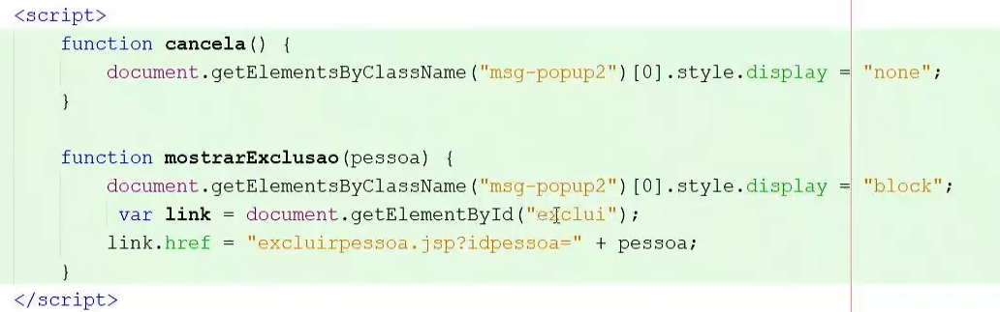 <script>
function cancela() {
document.getElementsByClassName("msg-popup2")[0].style.display = "none";
}
function mostrarExclusao(pessoa) {
document.getElementsByClassName("msg-popup2")[0].style.display = "block";
var link = document.getElementById("exclui");
link.href = "excluirpessoa.jsp?idpessoa=" + pessoa;
}
</script>